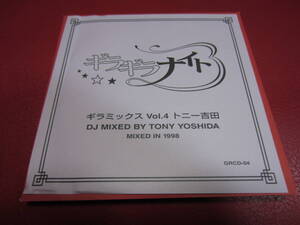 ギラギラナイト
ギラミックス Vol.4 トニー吉田
DJ MIXED BY TONY YOSHIDA
MIXED IN 1998
GRCD-04